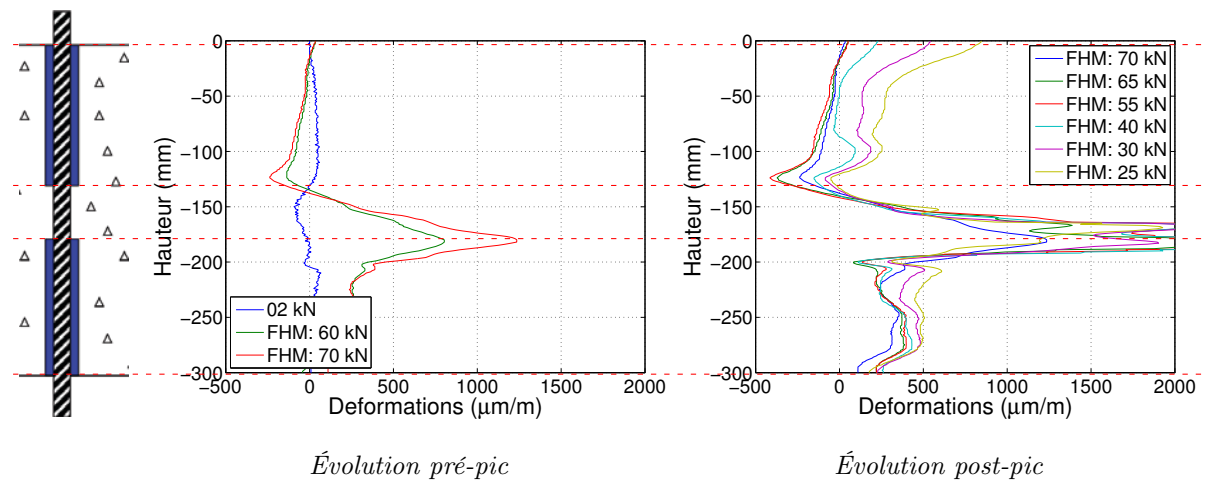 0
−50
−100
−150
−200
−250
−300
−500
0
500
1000
1500
2000
Hauteur (mm)
Deformations (μm/m)
02 kN
FHM: 60 kN
FHM: 70 kN
Évolution pré-pic
0
−50
−100
−150
−200
−250
−300
−500
0
500
1000
1500
2000
Hauteur (mm)
Deformations (μm/m)
FHM: 70 kN
FHM: 65 kN
FHM: 55 kN
FHM: 40 kN
FHM: 30 kN
FHM: 25 kN
Évolution post-pic